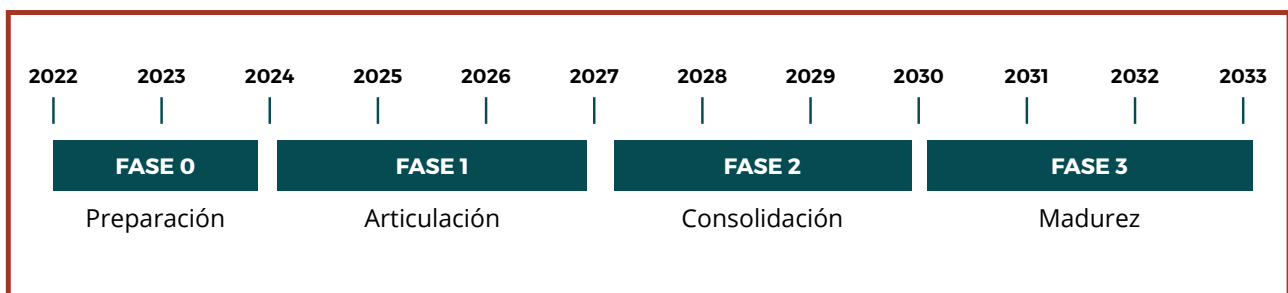 2022 2023 2024 2025 2026 2027 2028 2029 2030 2031 2032 2033
FASE 0 FASE 1 FASE 2 FASE 3
Preparación Articulación Consolidación Madurez